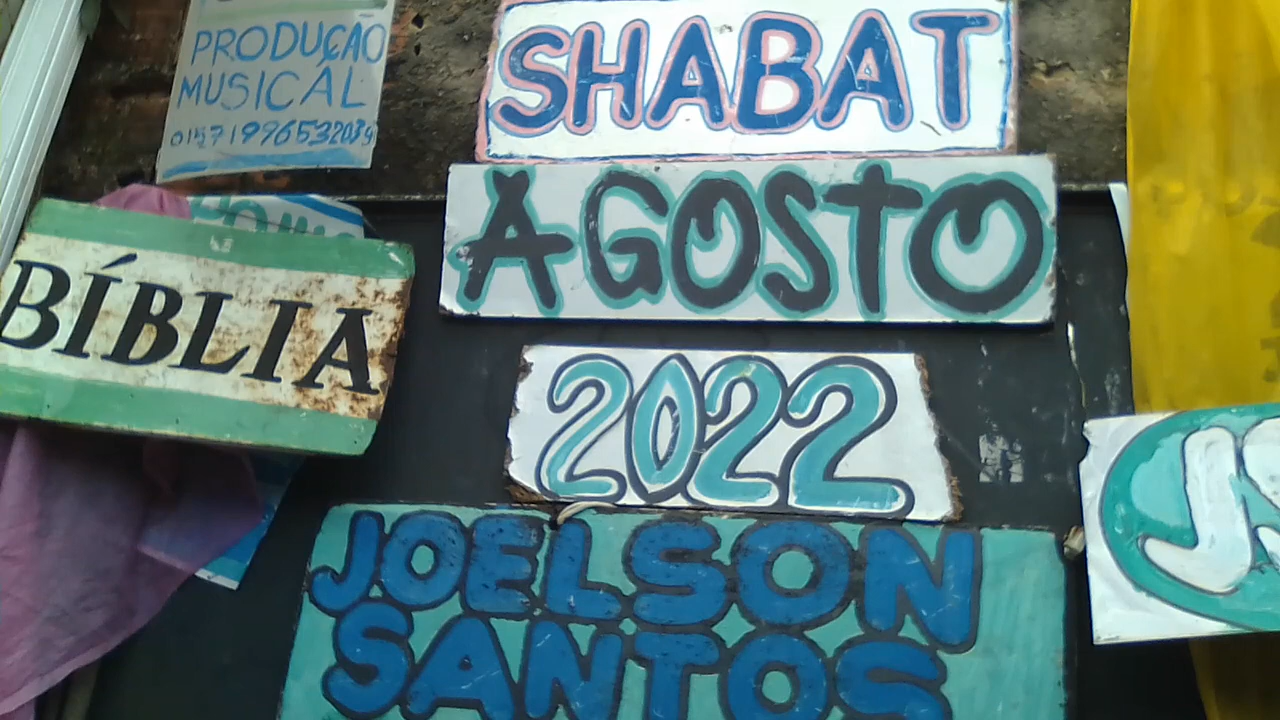 PRODUÇÃO
MUSICAL
SHABAT
AGOSTO
BÍBLIA
2022
JOELSON
SANTOS